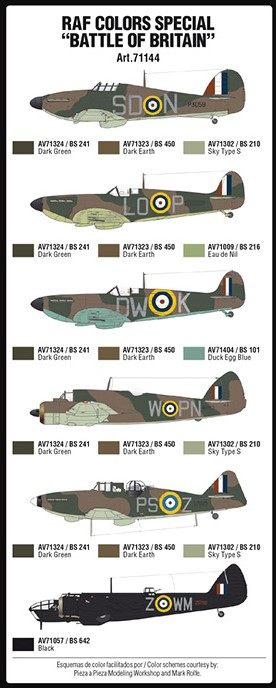 RAF COLORS SPECIAL
“BATTLE OF BRITAIN”
Art.71144
SD N
AV71324 / BS 241 AV71323 / BS 450 AV71302 / BS 210
Dark Green Dark Earth Sky Type S
LO P
AV71324 / BS 241 AV71323 / BS 450 AV71009 / BS 216
Dark Green Dark Earth Eau de Nil
DW K
AV71324 / BS 241 AV71323 / BS 450 AV71404 / BS 101
Dark Green Dark Earth Duck Egg Blue
W PN
AV71324 / BS 241 AV71323 / BS 450 AV71302 / BS 210
Dark Green Dark Earth Sky Type S
PS Z
AV71324 / BS 241 AV71323 / BS 450 AV71302 / BS 210
Dark Green Dark Earth Sky Type S
Z WM
AV71057 / BS 642
Black
Esquemas de color facilitados por / Color schemes courtesy by:
Pieza a Pieza Modeling Workshop and Mark Rolfe.